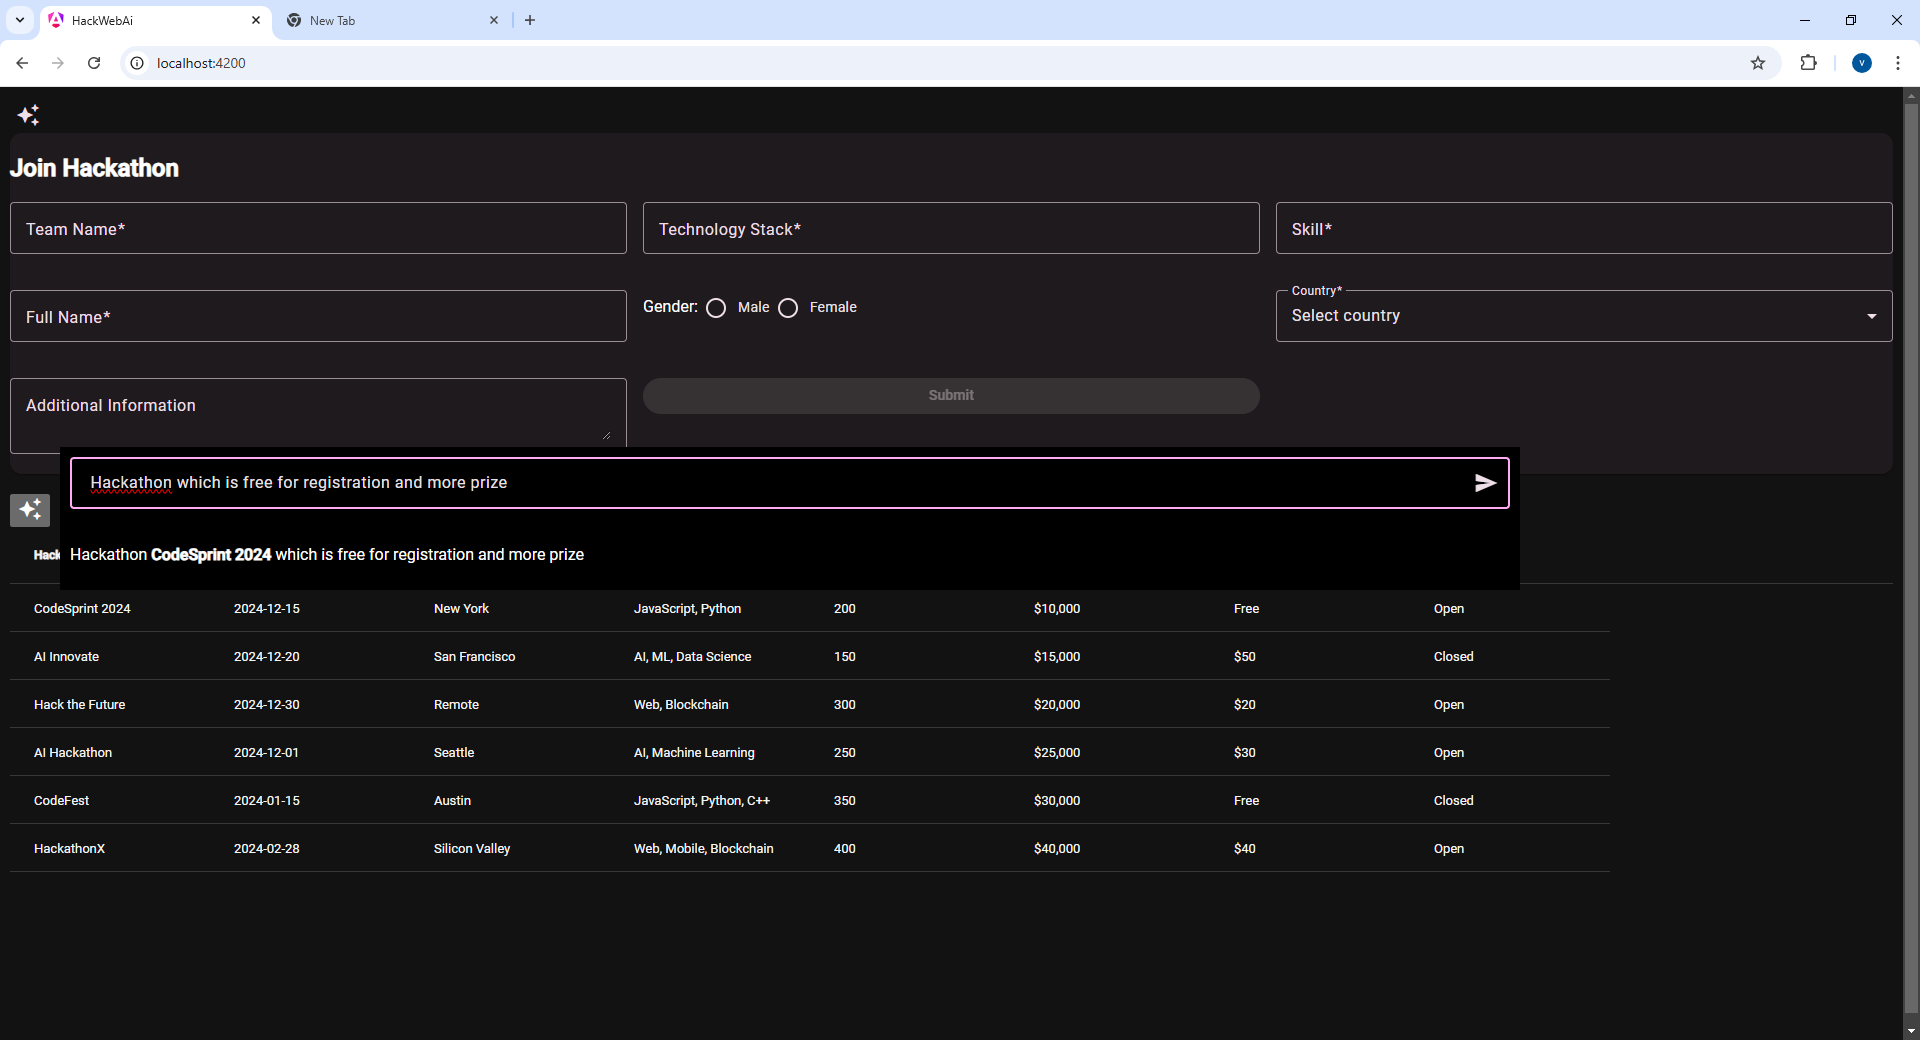 HackWebAi
New Tab
localhost:4200
V
Join Hackathon
Team Name* Technology Stack* Skill*
Full Name* Gender: Male Female Country*
Select country
Additional Information Submit
Hackathon which is free for registration and more prize
Hack Hackathon CodeSprint 2024 which is free for registration and more prize
CodeSprint 2024 2024-12-15 New York JavaScript, Python 200 $10,000 Free Open
AI Innovate 2024-12-20 San Francisco AI, ML, Data Science 150 $15,000 $50 Closed
Hack the Future 2024-12-30 Remote Web, Blockchain 300 $20,000 $20 Open
AI Hackathon 2024-12-01 Seattle AI, Machine Learning 250 $25,000 $30 Open
CodeFest 2024-01-15 Austin JavaScript, Python, C++ 350 $30,000 Free Closed
HackathonX 2024-02-28 Silicon Valley Web, Mobile, Blockchain 400 $40,000 $40 Open